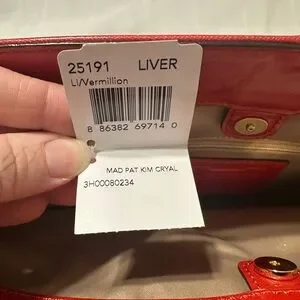 25191 LIVER
Li/Vermillion
8 86382 69714 0
MAD PAT KIM CRYAL
3H00080234